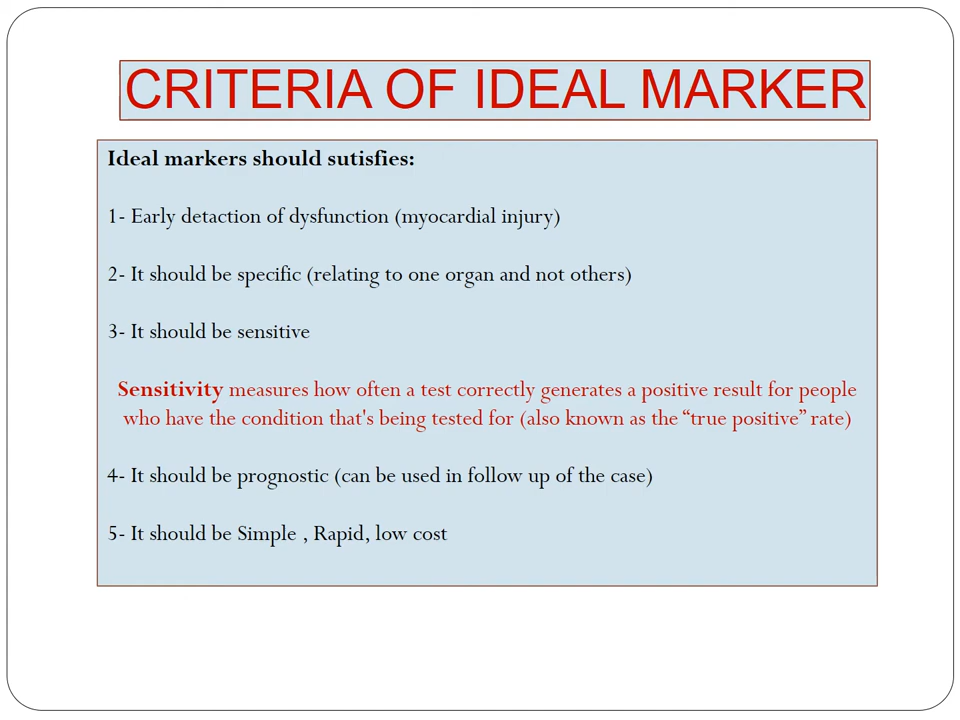 CRITERIA OF IDEAL MARKER
Ideal markers should sutisfies:
1- Early detaction of dysfunction (myocardial injury)
2- It should be specific (relating to one organ and not others)
3- It should be sensitive
Sensitivity measures how often a test correctly generates a positive result for people
who have the condition that's being tested for (also known as the “true positive” rate)
4- It should be prognostic (can be used in follow up of the case)
5- It should be Simple , Rapid, low cost